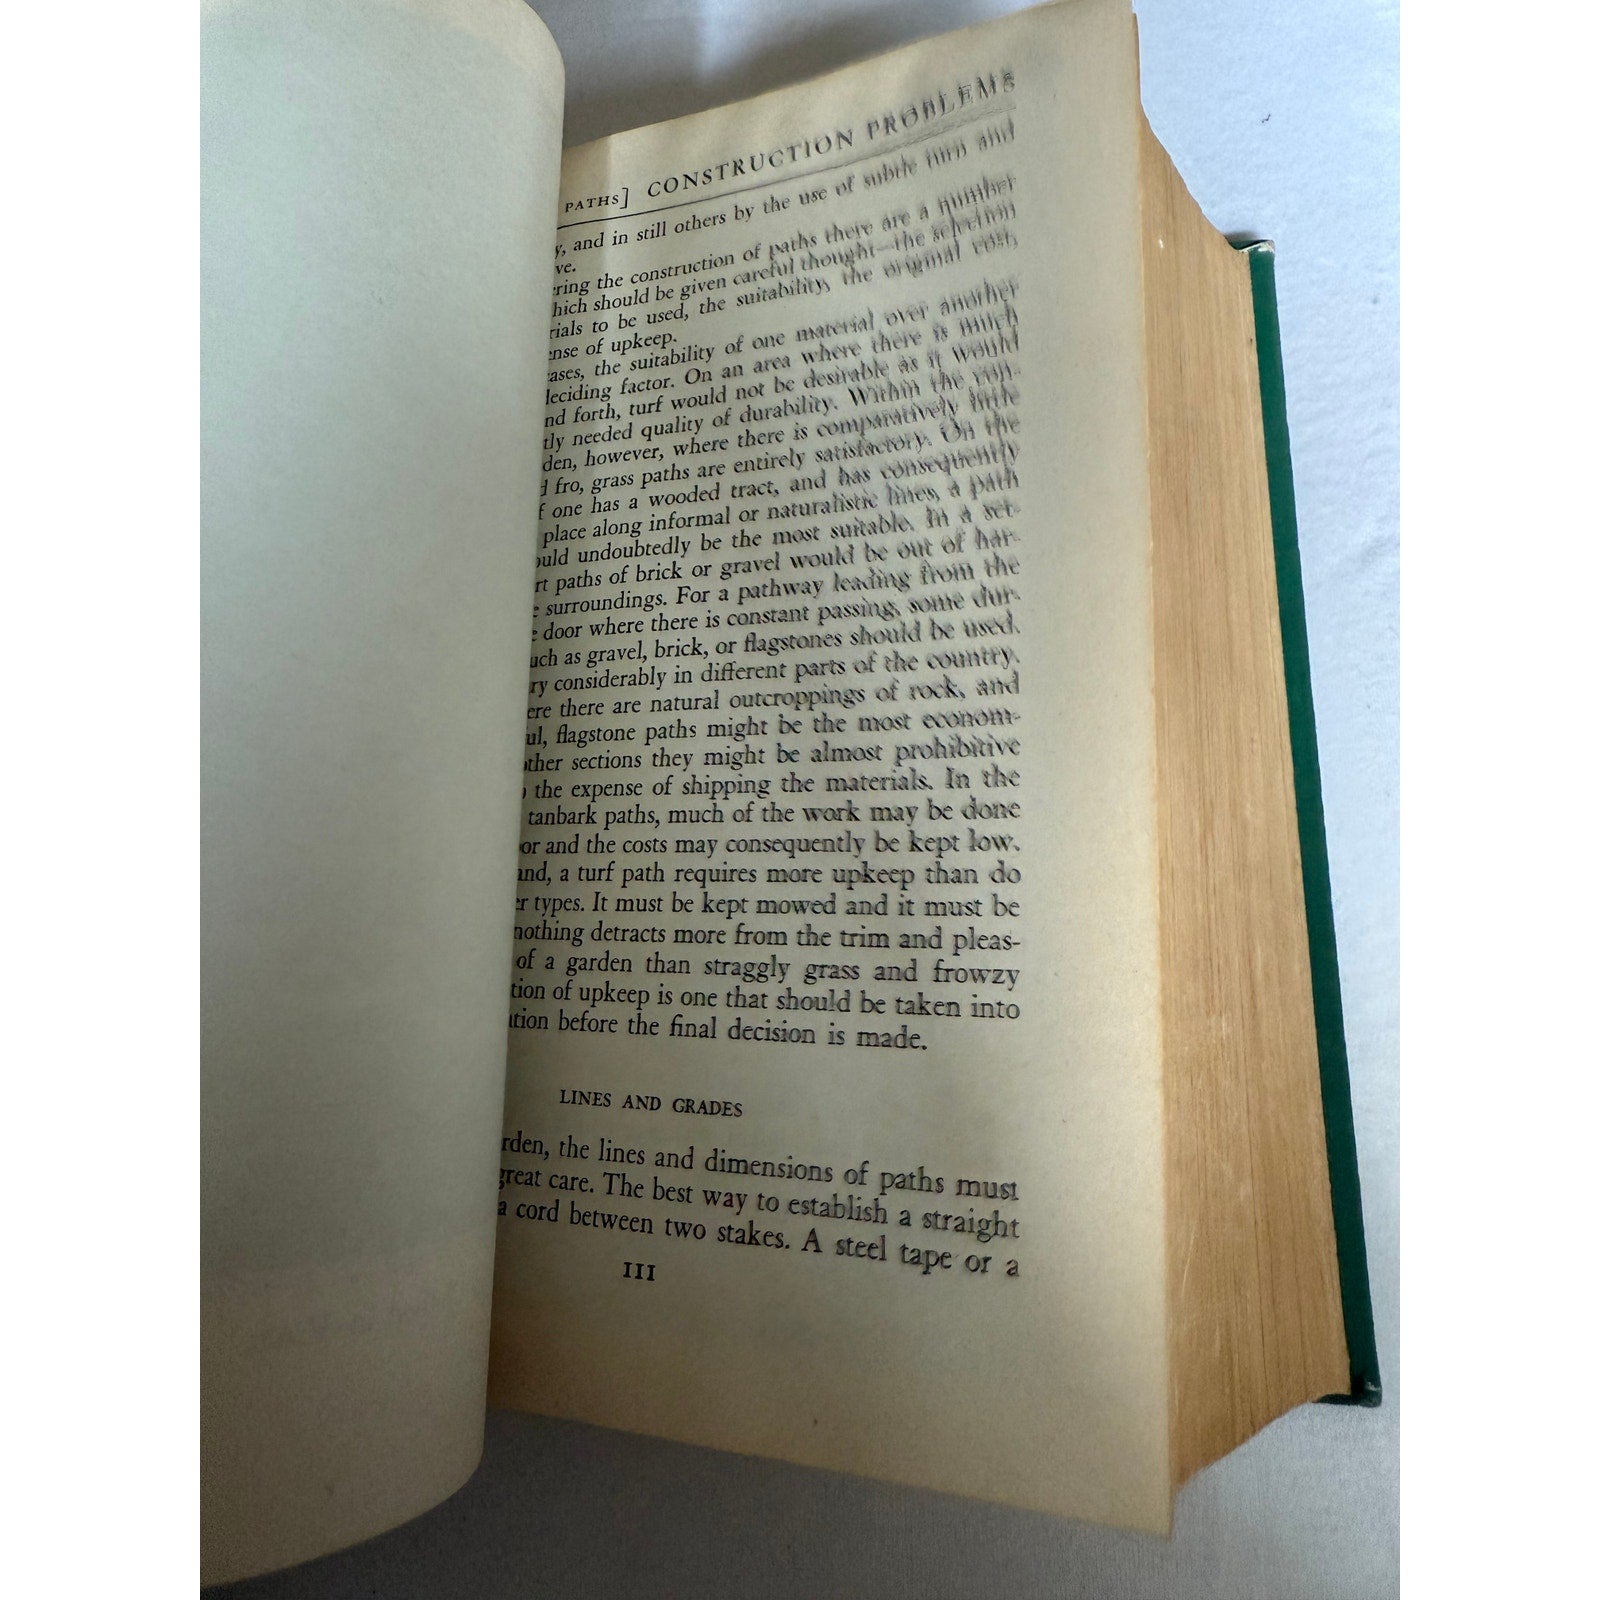 PATHS] CONSTRUCTION PROBLEMS
y, and in still others by the use of subtle turn and
ve.
ring the construction of paths there are a number
hich should be given careful thought—the selection
rials to be used, the suitability, the original cost,
nse of upkeep.
ases, the suitability of one material over another
leciding factor. On an area where there is much
nd forth, turf would not be desirable as it would
tly needed quality of durability. Within the con-
den, however, where there is comparatively little
d fro, grass paths are entirely satisfactory. On the
f one has a wooded tract, and has consequently
place along informal or naturalistic lines, a path
ould undoubtedly be the most suitable. In a set-
rt paths of brick or gravel would be out of har-
e surroundings. For a pathway leading from the
e door where there is constant passing, some dur-
uch as gravel, brick, or flagstones should be used.
ry considerably in different parts of the country.
ere there are natural outcroppings of rock, and
ul, flagstone paths might be the most econom-
other sections they might be almost prohibitive
o the expense of shipping the materials. In the
tanbark paths, much of the work may be done
or and the costs may consequently be kept low.
and, a turf path requires more upkeep than do
er types. It must be kept mowed and it must be
nothing detracts more from the trim and pleas-
of a garden than straggly grass and frowzy
tion of upkeep is one that should be taken into
ation before the final decision is made.
LINES AND GRADES
rden, the lines and dimensions of paths must
great care. The best way to establish a straight
a cord between two stakes. A steel tape or a
III